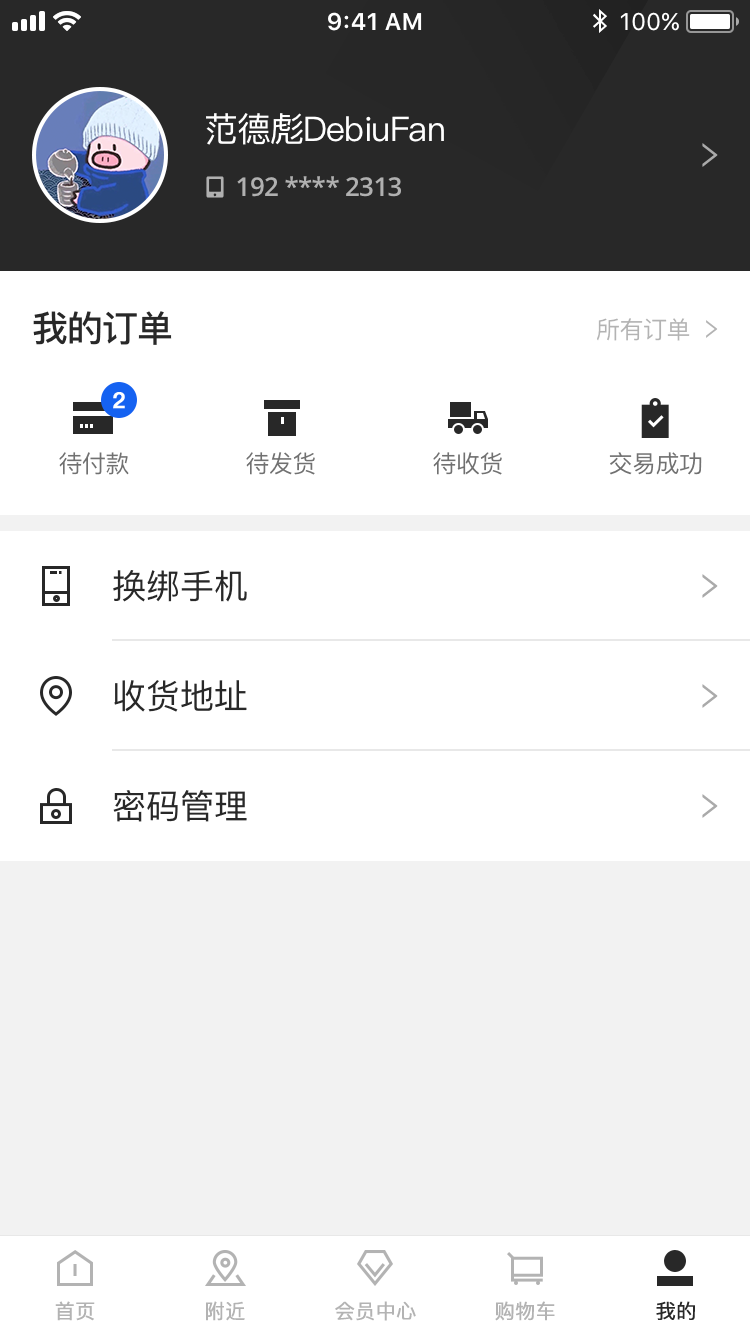 9:41 AM 100%
范德彪DebiuFan
192 **** 2313
我的订单 所有订单
2
待付款 待发货 待收货 交易成功
换绑手机
收货地址
密码管理
首页 附近 会员中心 购物车 我的